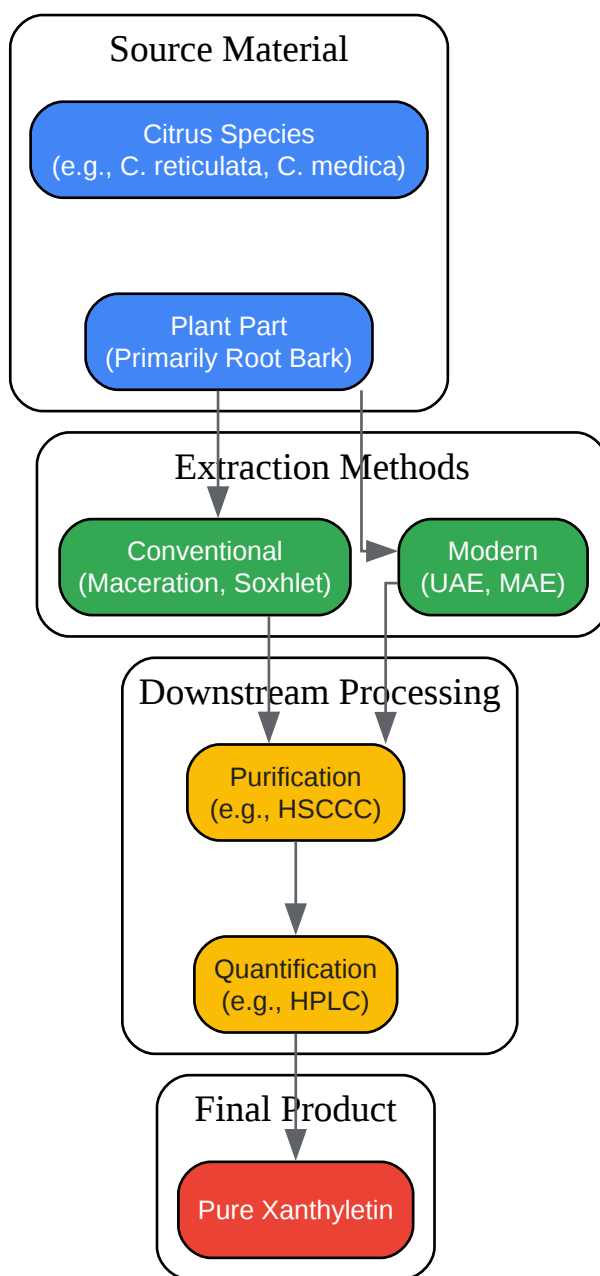 Source Material
Citrus Species
(e.g., C. reticulata, C. medica)
Plant Part
(Primarily Root Bark)
Extraction Methods
Conventional
(Maceration, Soxhlet)
Modern
(UAE, MAE)
Downstream Processing
Purification
(e.g., HSCCC)
Quantification
(e.g., HPLC)
Final Product
Pure Xanthyletin